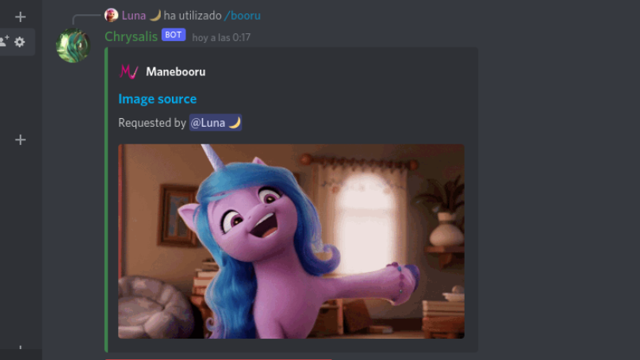 Luna 🌙 ha utilizado /booru
Chrysalis BOT hoy a las 0:17
Manebooru
Image source
Requested by @Luna 🌙